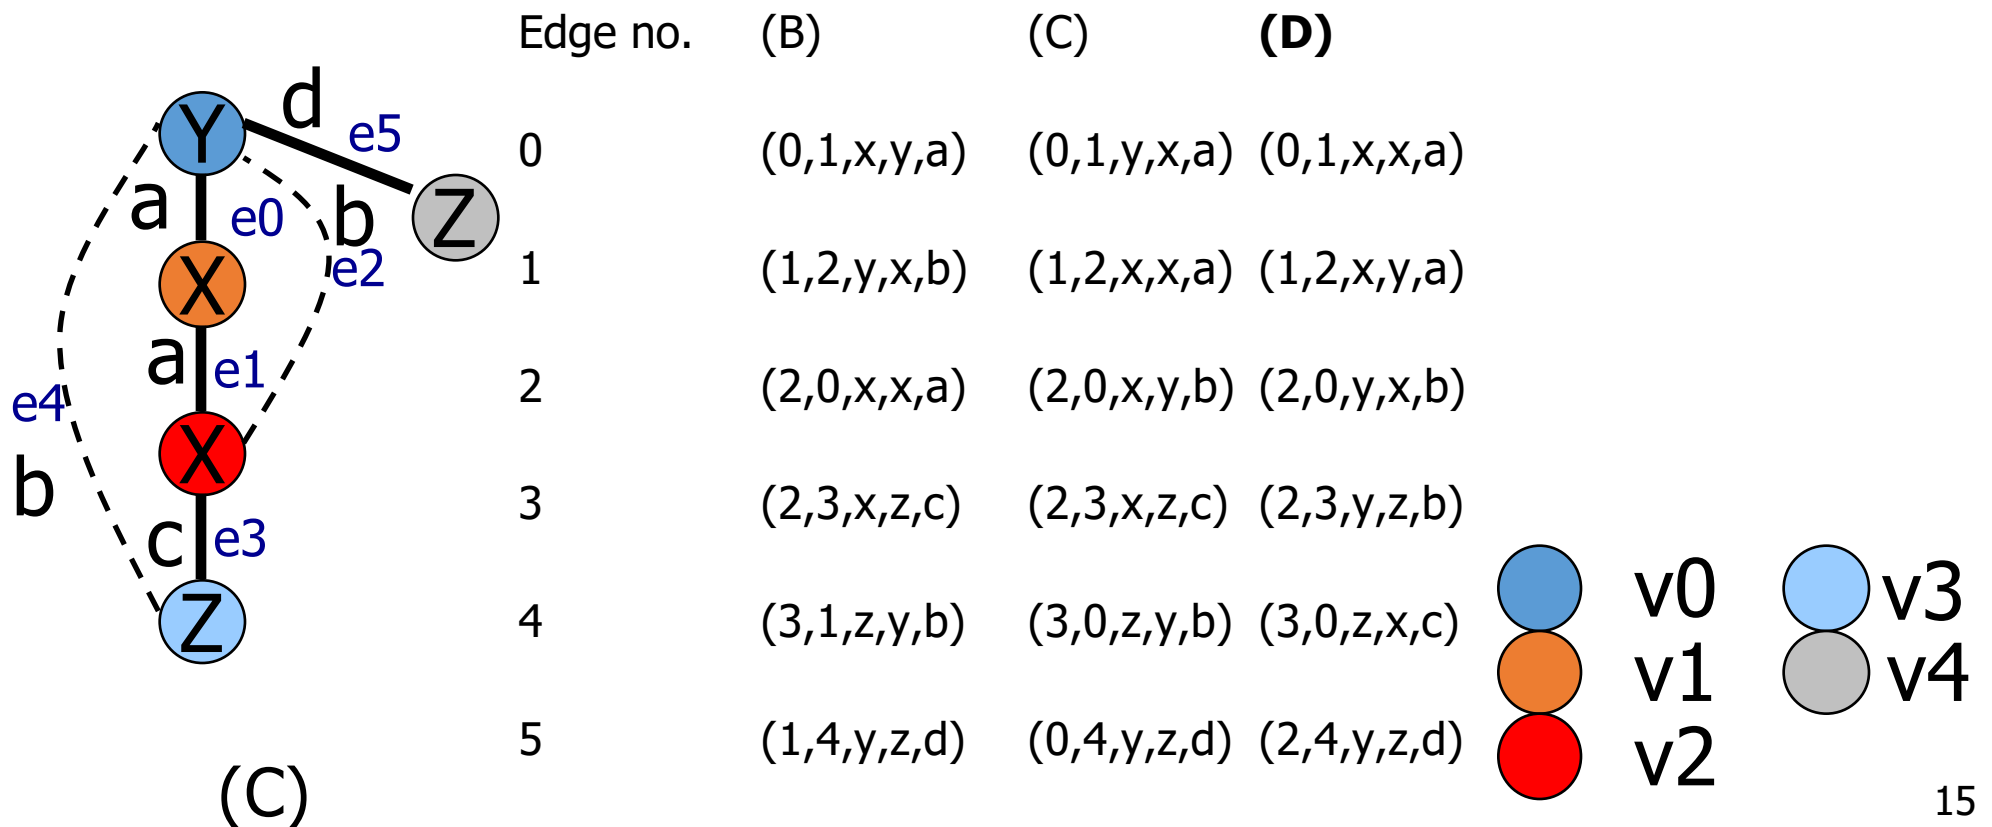 Edge no. (B) (C) (D)
0 (0,1,x,y,a) (0,1,y,x,a) (0,1,x,x,a)
1 (1,2,y,x,b) (1,2,x,x,a) (1,2,x,y,a)
2 (2,0,x,x,a) (2,0,x,y,b) (2,0,y,x,b)
3 (2,3,x,z,c) (2,3,x,z,c) (2,3,y,z,b)
4 (3,1,z,y,b) (3,0,z,y,b) (3,0,z,x,c)
5 (1,4,y,z,d) (0,4,y,z,d) (2,4,y,z,d)
d
Y
e5
a
e0
b
Z
e2
X
a
e1
e4
X
b
c
e3
Z
(C)
v0
v3
v1
v4
v2
15